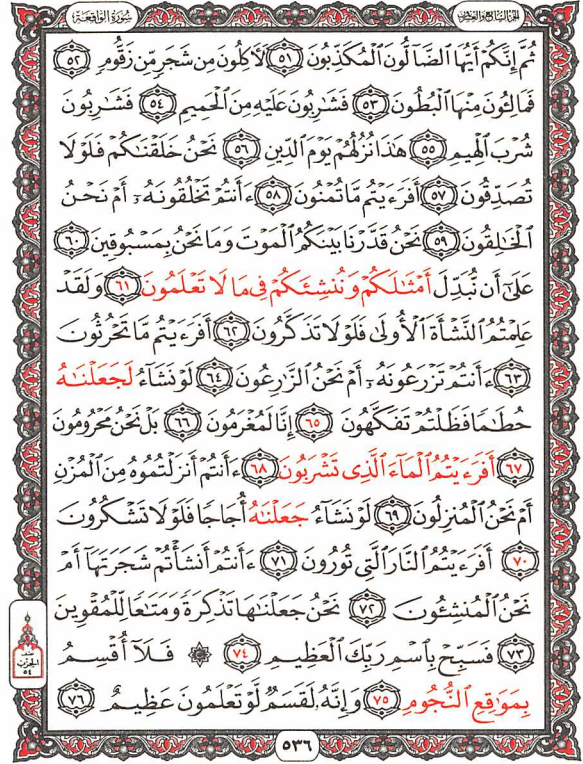 الجزء السابع والعشرون
سورة الواقعة
ثُمَّ إِنَّكُمْ أَيُّهَا ٱلضَّآلُّونَ ٱلْمُكَذِّبُونَ ٥١ لَءَاكِلُونَ مِن شَجَرٍ مِّن زَقُّومٍ ٥٢
فَمَالِـُٔونَ مِنْهَا ٱلْبُطُونَ ٥٣ فَشَـٰرِبُونَ عَلَيْهِ مِنَ ٱلْحَمِيمِ ٥٤ فَشَـٰرِبُونَ
شُرْبَ ٱلْهِيمِ ٥٥ هَـٰذَا نُزُلُهُمْ يَوْمَ ٱلدِّينِ ٥٦ نَحْنُ خَلَقْنَـٰكُمْ فَلَوْلَا
تُصَدِّقُونَ ٥٧ أَفَرَءَيْتُم مَّا تُمْنُونَ ٥٨ ءَأَنتُمْ تَخْلُقُونَهُۥٓ أَمْ نَحْنُ
ٱلْخَـٰلِقُونَ ٥٩ نَحْنُ قَدَّرْنَا بَيْنَكُمُ ٱلْمَوْتَ وَمَا نَحْنُ بِمَسْبُوقِينَ ٦٠
عَلَىٰٓ أَن نُّبَدِّلَ أَمْثَـٰلَكُمْ وَنُنشِئَكُمْ فِى مَا لَا تَعْلَمُونَ ٦١ وَلَقَدْ
عَلِمْتُمُ ٱلنَّشْأَةَ ٱلْأُولَىٰ فَلَوْلَا تَذَكَّرُونَ ٦٢ أَفَرَءَيْتُم مَّا تَحْرُثُونَ
٦٣ ءَأَنتُمْ تَزْرَعُونَهُۥٓ أَمْ نَحْنُ ٱلزَّٰرِعُونَ ٦٤ لَوْ نَشَآءُ لَجَعَلْنَـٰهُ
حُطَـٰمًا فَظَلْتُمْ تَفَكَّهُونَ ٦٥ إِنَّا لَمُغْرَمُونَ ٦٦ بَلْ نَحْنُ مَحْرُومُونَ
٦٧ أَفَرَءَيْتُمُ ٱلْمَآءَ ٱلَّذِى تَشْرَبُونَ ٦٨ ءَأَنتُمْ أَنزَلْتُمُوهُ مِنَ ٱلْمُزْنِ
أَمْ نَحْنُ ٱلْمُنزِلُونَ ٦٩ لَوْ نَشَآءُ جَعَلْنَـٰهُ أُجَاجًا فَلَوْلَا تَشْكُرُونَ
٧٠ أَفَرَءَيْتُمُ ٱلنَّارَ ٱلَّتِى تُورُونَ ٧١ ءَأَنتُمْ أَنشَأْتُمْ شَجَرَتَهَآ أَمْ
نَحْنُ ٱلْمُنشِـُٔونَ ٧٢ نَحْنُ جَعَلْنَـٰهَا تَذْكِرَةً وَمَتَـٰعًا لِّلْمُقْوِينَ
٧٣ فَسَبِّحْ بِٱسْمِ رَبِّكَ ٱلْعَظِيمِ ٧٤ ۞ فَلَآ أُقْسِمُ
بِمَوَٰقِعِ ٱلنُّجُومِ ٧٥ وَإِنَّهُۥ لَقَسَمٌ لَّوْ تَعْلَمُونَ عَظِيمٌ ٧٦
الحزب
٥٤
٥٣٦